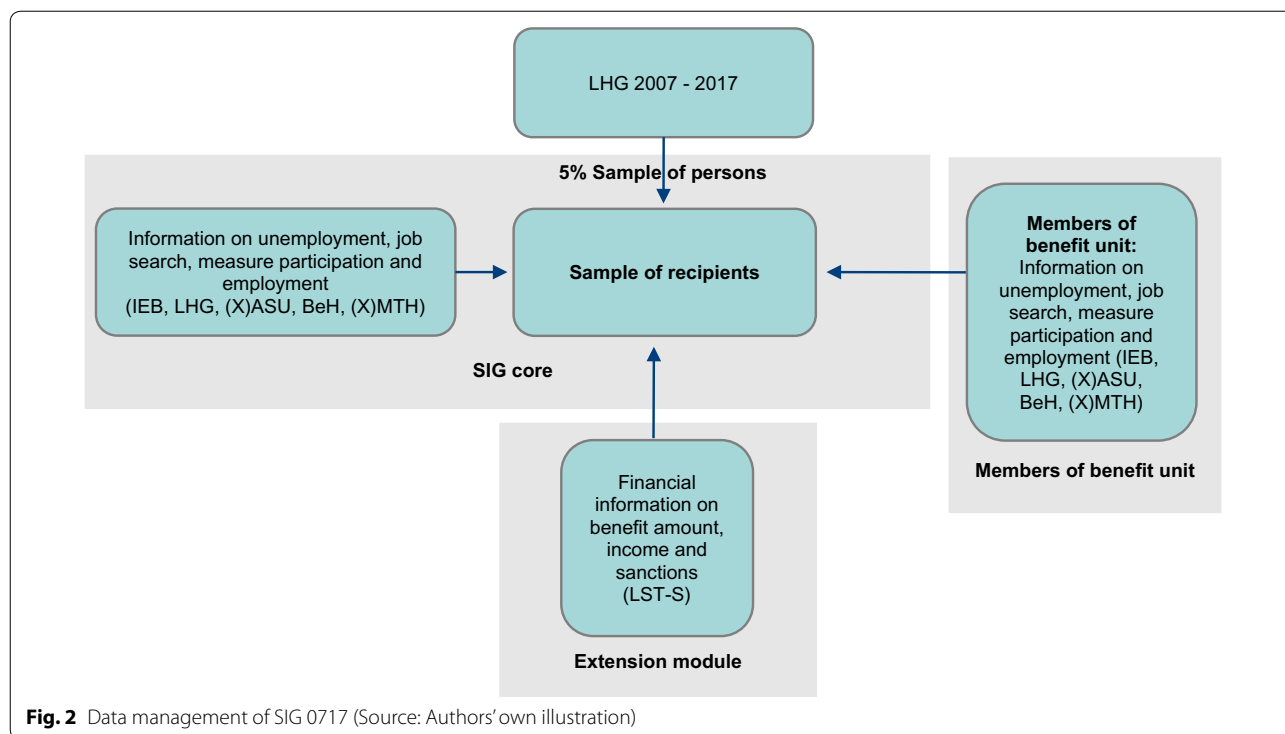 LHG 2007 - 2017
5% Sample of persons
Information on unemployment, job
search, measure participation and
employment
(IEB, LHG, (X)ASU, BeH, (X)MTH)
Sample of recipients
Members of
benefit unit:
Information on
unemployment, job
search, measure
participation and
employment (IEB,
LHG, (X)ASU,
BeH, (X)MTH)
SIG core
Members of benefit unit
Financial
information on
benefit amount,
income and
sanctions
(LST-S)
Extension module
Fig. 2 Data management of SIG 0717 (Source: Authors' own illustration)